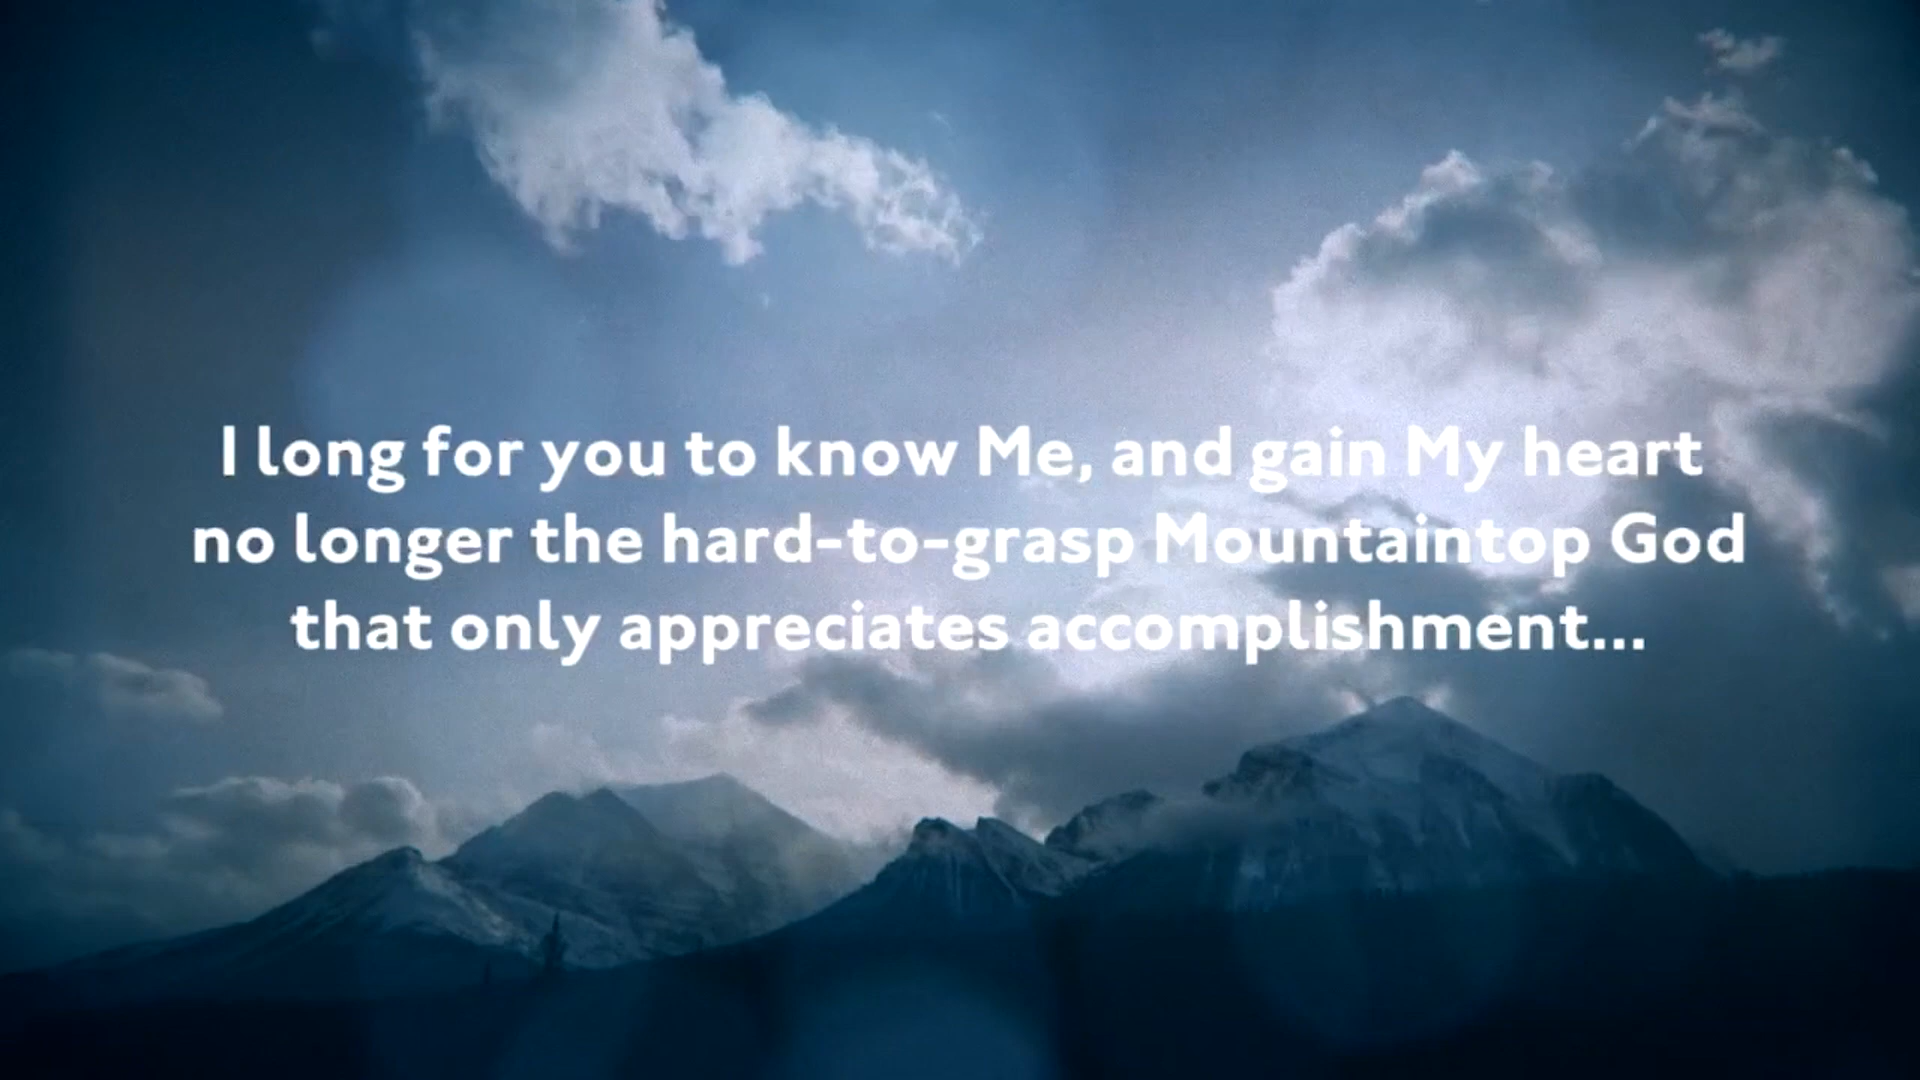 I long for you to know Me, and gain My heart
no longer the hard-to-grasp Mountaintop God
that only appreciates accomplishment...